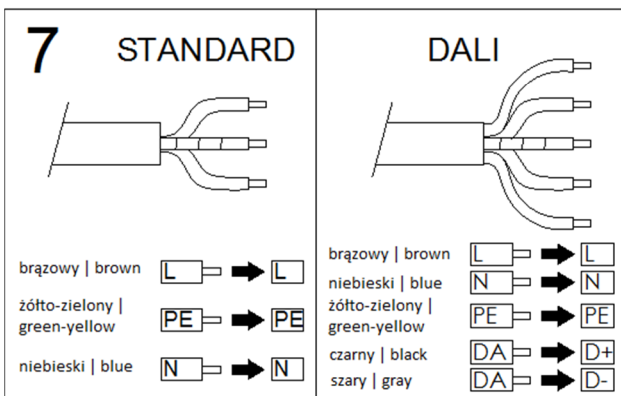 7 STANDARD
brązowy | brown L L
żółto-zielony |
green-yellow PE PE
niebieski | blue N N
DALI
brązowy | brown L L
niebieski | blue N N
żółto-zielony |
green-yellow PE PE
czarny | black DA D+
szary | gray DA D-